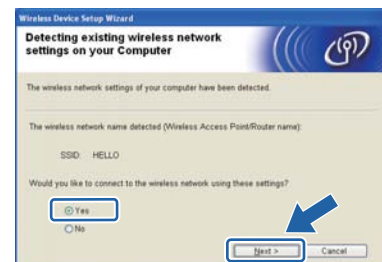 Wireless Device Setup Wizard
Detecting existing wireless network
settings on your Computer
The wireless network settings of your computer have been detected.
The wireless network name detected (Wireless Access Point/Router name):
SSID: HELLO
Would you like to connect to the wireless network using these settings?
Yes
No
Next >
Cancel